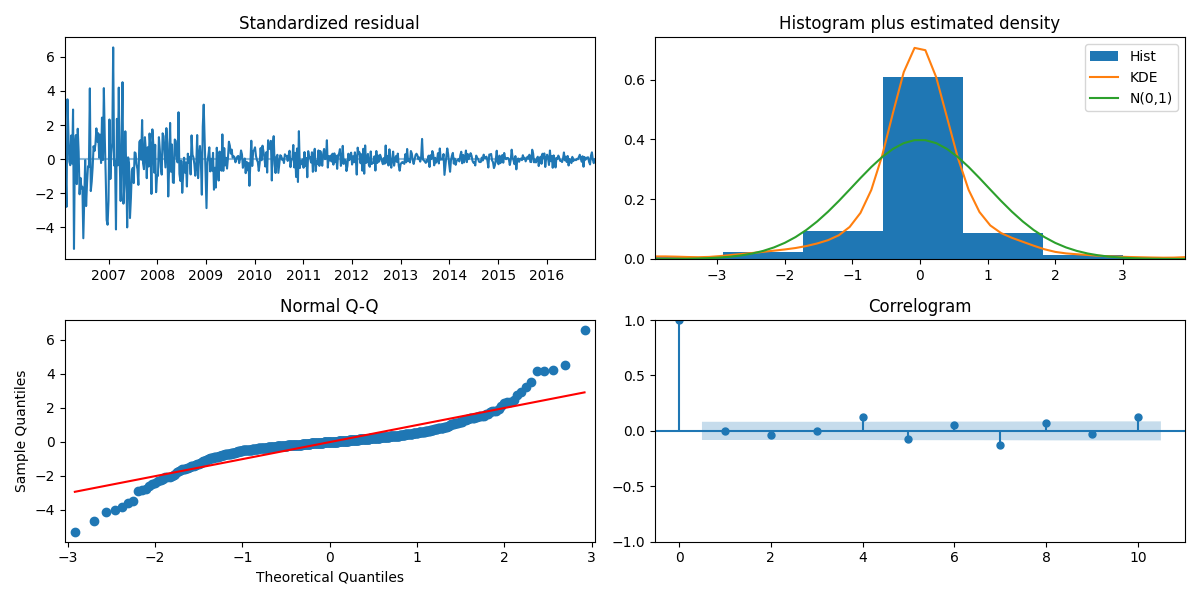 Standardized residual
6
4
2
0
−2
−4
2007 2008 2009 2010 2011 2012 2013 2014 2015 2016
Histogram plus estimated density
Hist
KDE
N(0,1)
0.6
0.4
0.2
0.0
−3 −2 −1 0 1 2 3
Normal Q-Q
Sample Quantiles
6
4
2
0
−2
−4
−3 −2 −1 0 1 2 3
Theoretical Quantiles
Correlogram
1.0
0.5
0.0
−0.5
−1.0
0 2 4 6 8 10